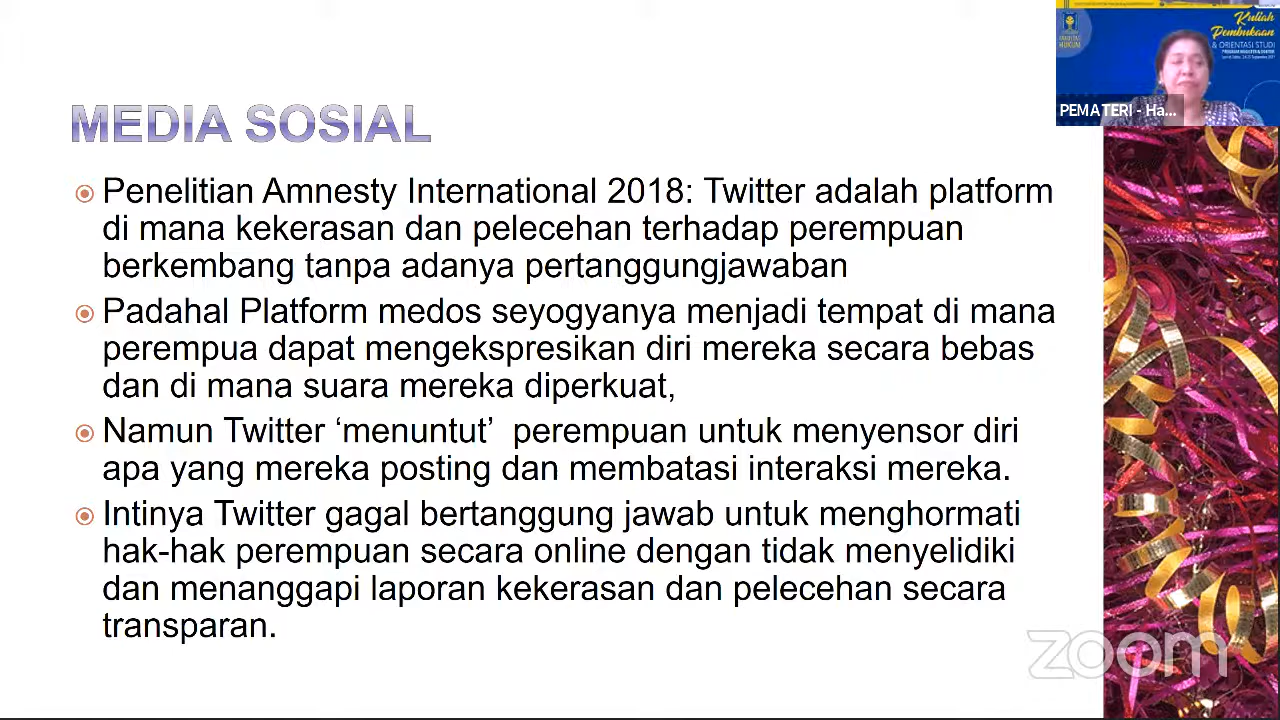 Kuliah
Pembukaan
& ORIENTASI STUDI
HUKUM
PEMATERI - Ha...
MEDIA SOSIAL
Penelitian Amnesty International 2018: Twitter adalah platform
di mana kekerasan dan pelecehan terhadap perempuan
berkembang tanpa adanya pertanggungjawaban
Padahal Platform medos seyogyanya menjadi tempat di mana
perempua dapat mengekspresikan diri mereka secara bebas
dan di mana suara mereka diperkuat,
Namun Twitter ‘menuntut’  perempuan untuk menyensor diri
apa yang mereka posting dan membatasi interaksi mereka.
Intinya Twitter gagal bertanggung jawab untuk menghormati
hak-hak perempuan secara online dengan tidak menyelidiki
dan menanggapi laporan kekerasan dan pelecehan secara
transparan.
zoom